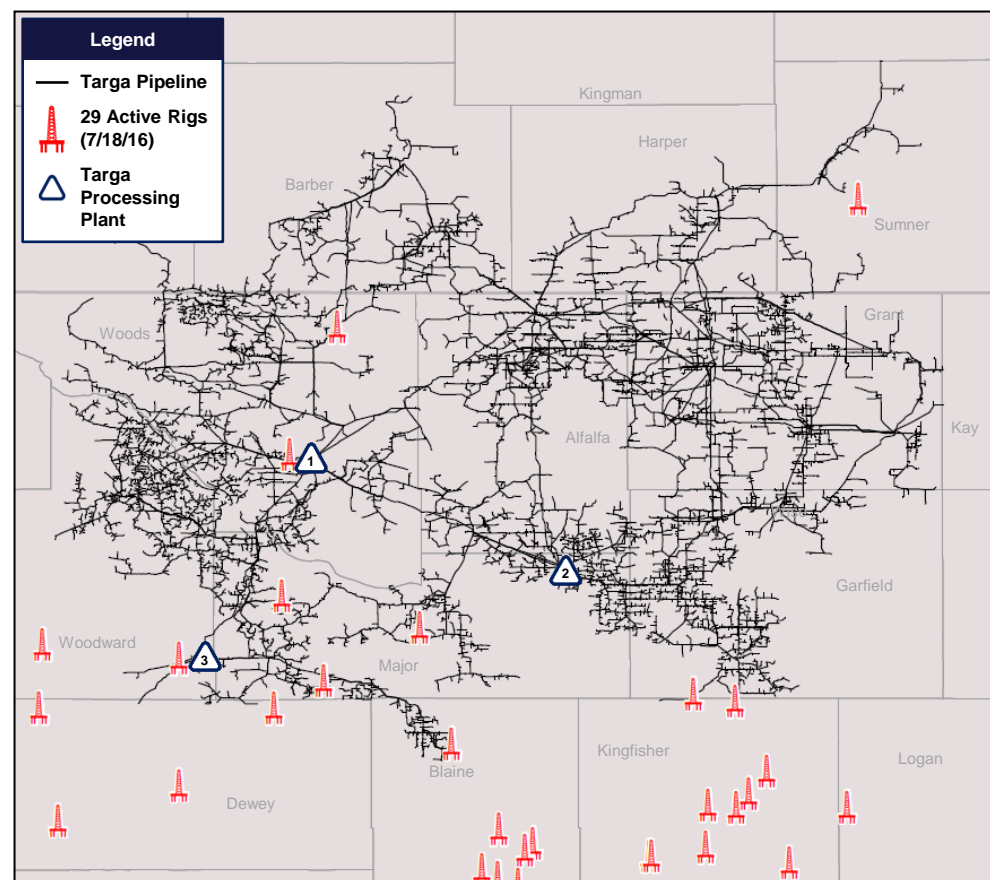 Legend
Targa Pipeline
29 Active Rigs
(7/18/16)
Targa
Processing
Plant
Kingman
Harper
Barber
Sumner
Woods
Grant
Alfalfa
Kay
1
2
Garfield
Woodward
3
Major
Kingfisher
Logan
Blaine
Dewey